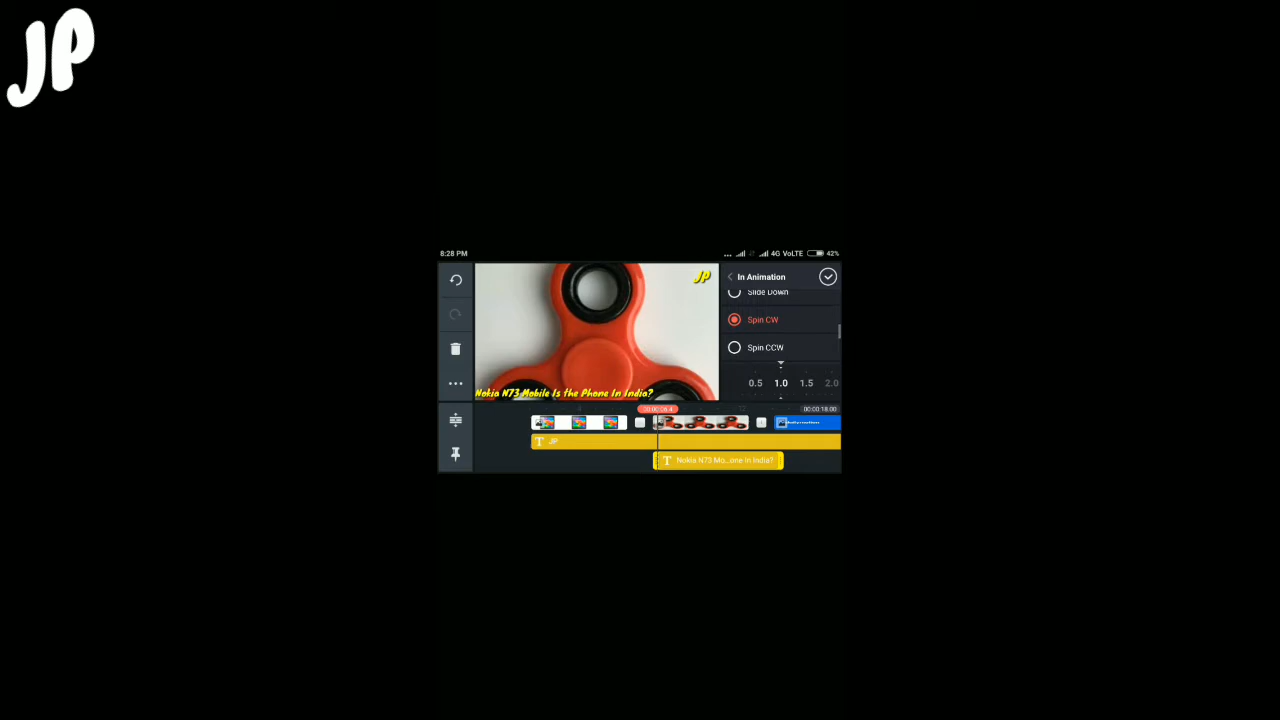 JP
8:28 PM
4G VoLTE 42%
In Animation
JP
Slide Down
Spin CW
Spin CCW
0.5 1.0 1.5 2.0
Nokia N73 Mobile Is the Phone In India?
00:00:18.00
JP
Nokia N73 Mo...one in India?